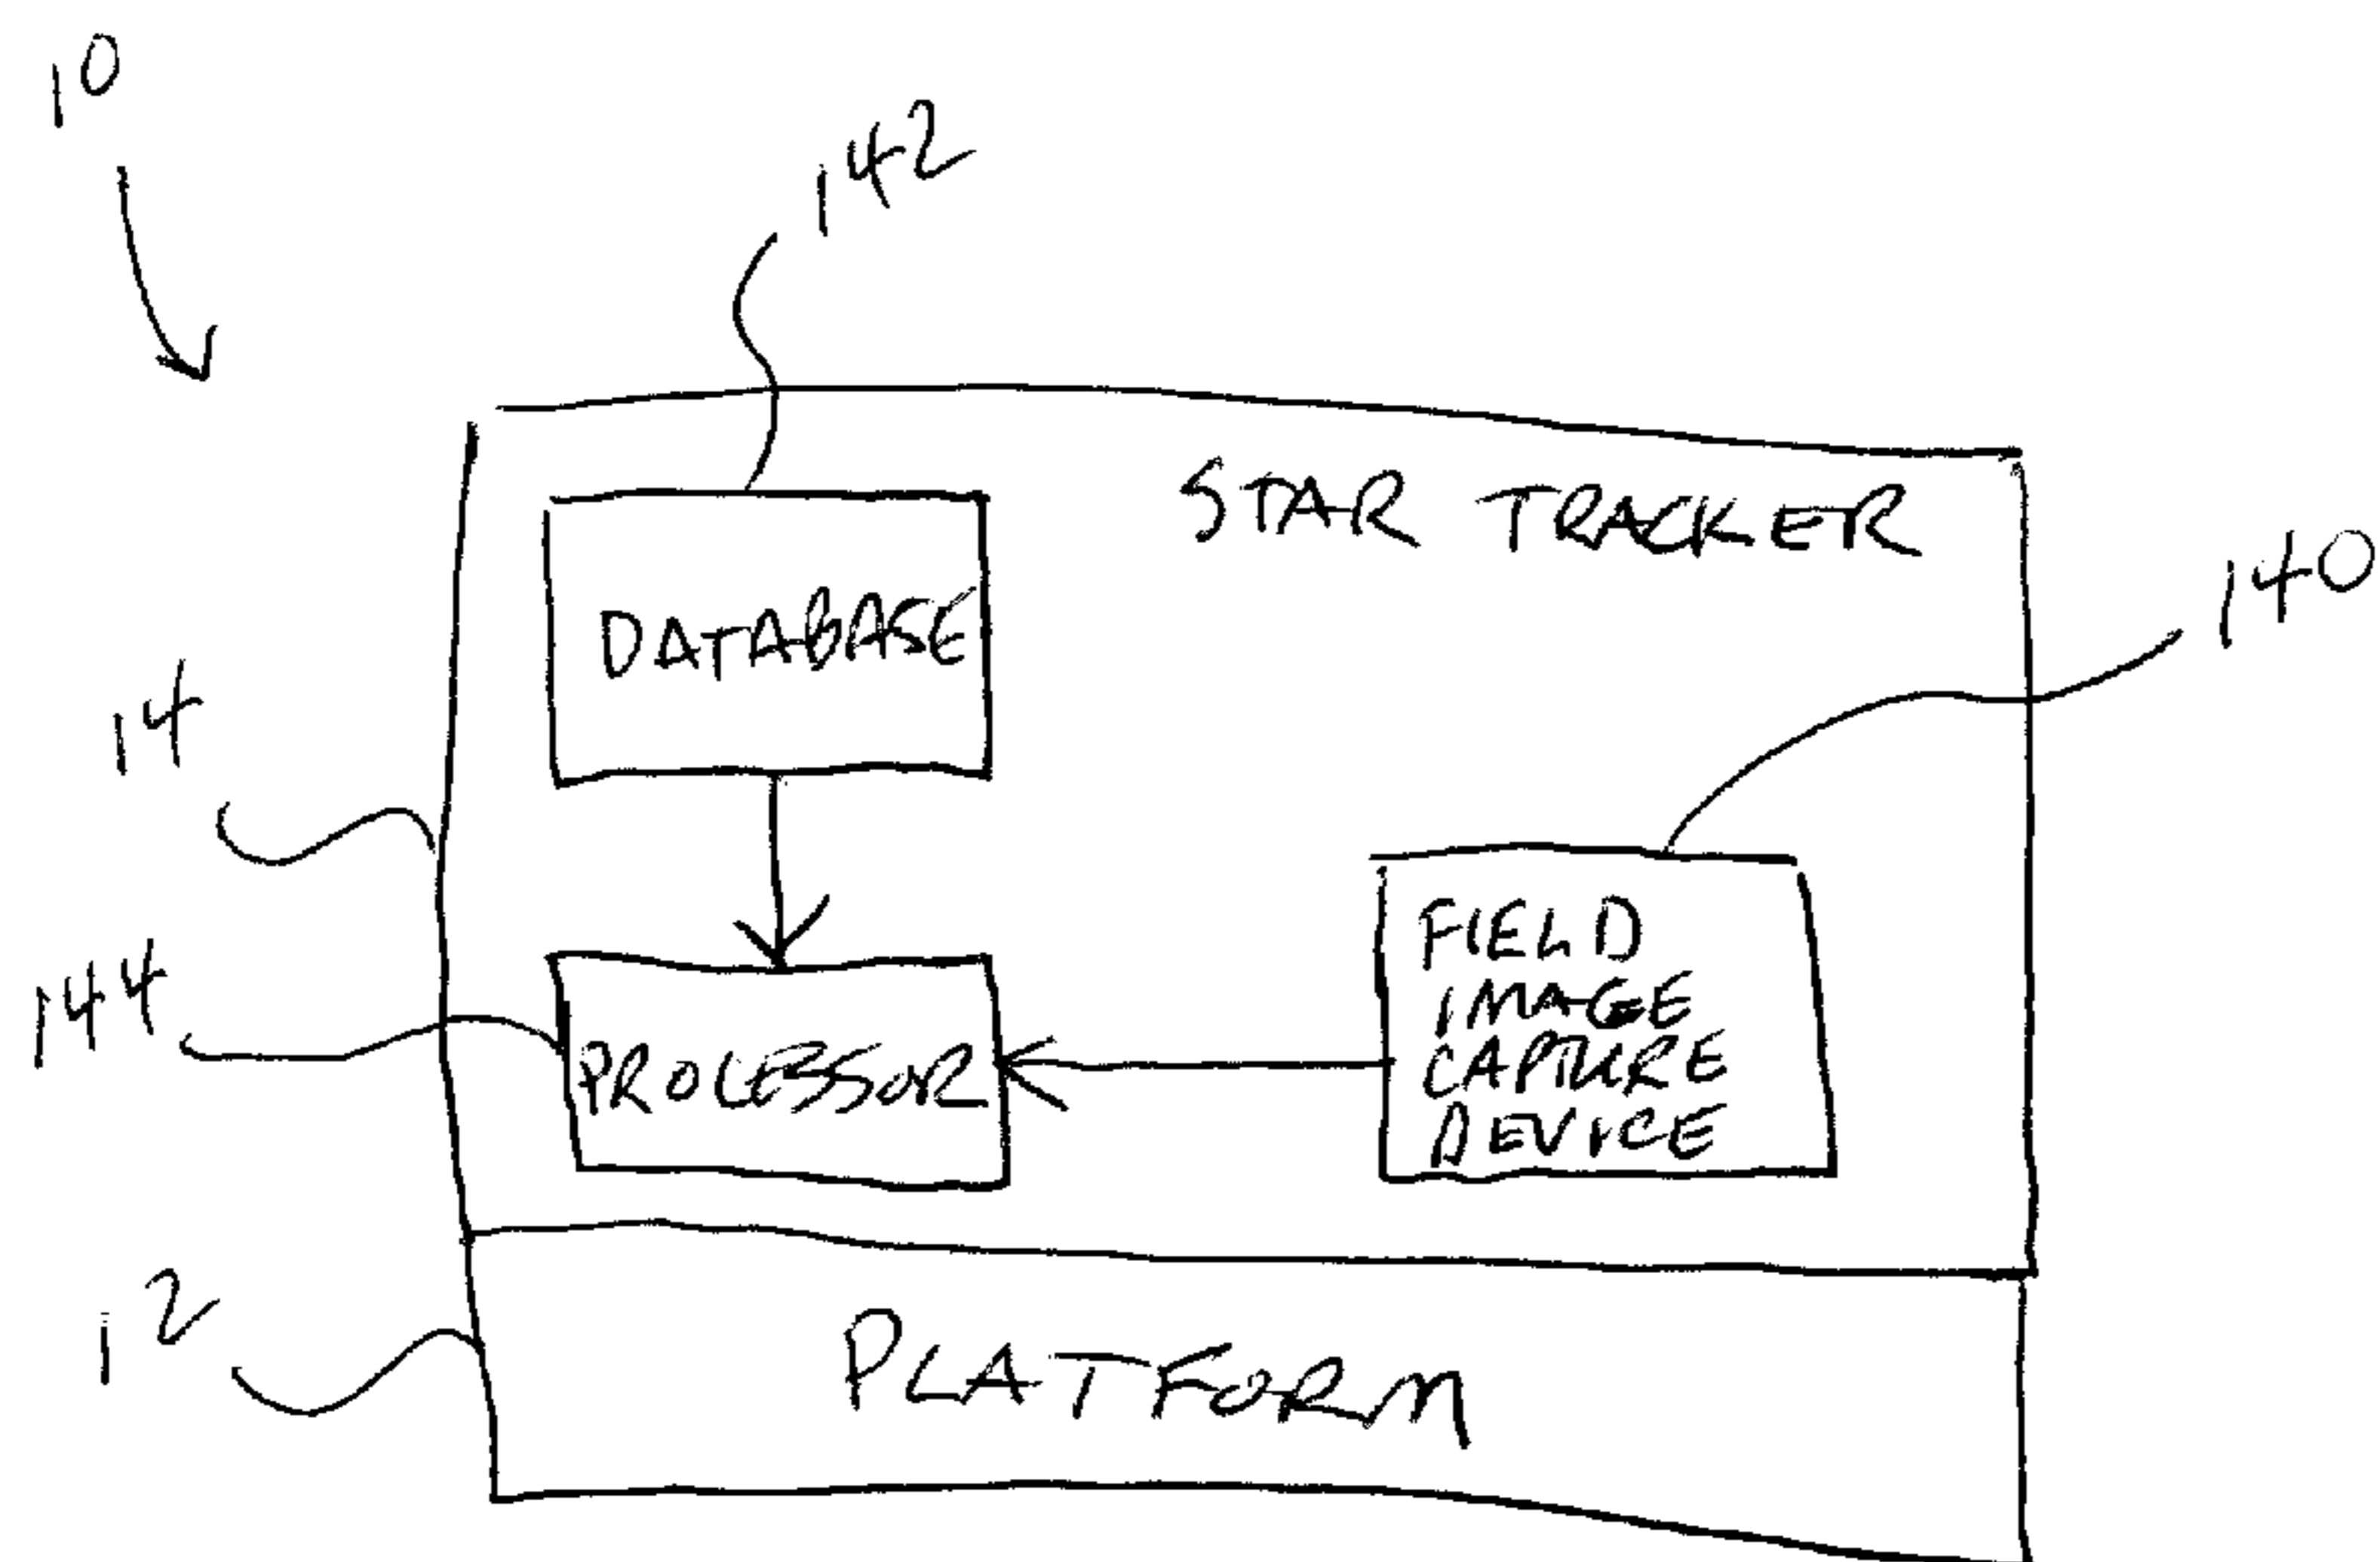 10
142
STAR TRACKER
140
DATABASE
14
144
FIELD
IMAGE
CAPTURE
DEVICE
PROCESSOR
12
PLATFORM